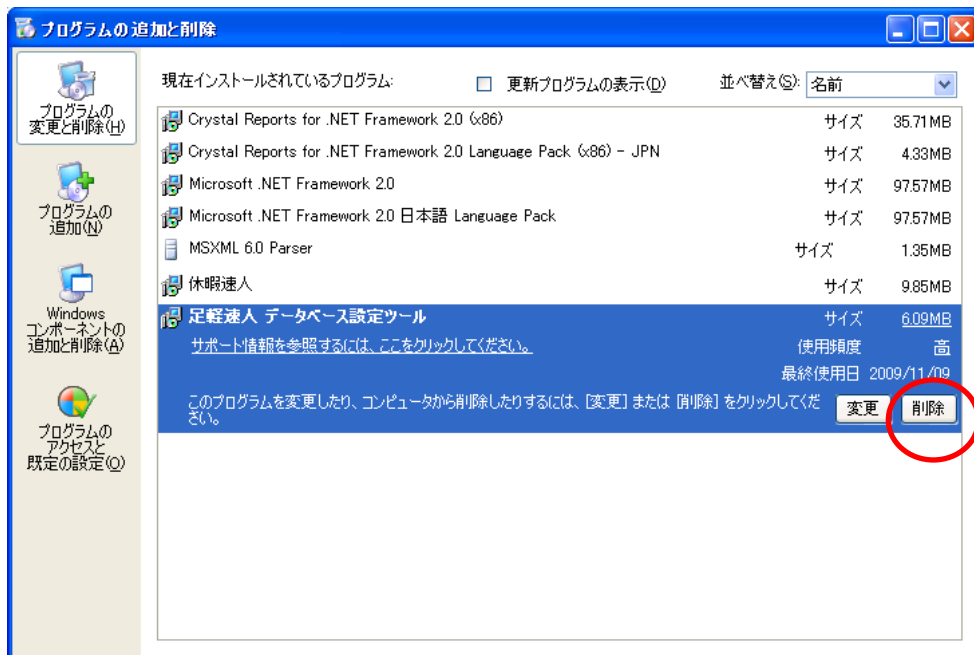 プログラムの追加と削除
現在インストールされているプログラム:
更新プログラムの表示(D)
並べ替え(S):
名前
プログラムの
変更と削除(H)
プログラムの
追加(N)
Windows
コンポーネントの
追加と削除(A)
プログラムの
アクセスと
既定の設定(O)
Crystal Reports for .NET Framework 2.0 (x86) サイズ 35.71MB
Crystal Reports for .NET Framework 2.0 Language Pack (x86) - JPN サイズ 4.33MB
Microsoft .NET Framework 2.0 サイズ 97.57MB
Microsoft .NET Framework 2.0 日本語 Language Pack サイズ 97.57MB
MSXML 6.0 Parser サイズ 1.35MB
休暇速人 サイズ 9.85MB
足軽速人 データベース設定ツール サイズ 6.09MB
サポート情報を参照するには、ここをクリックしてください。 使用頻度 高
最終使用日 2009/11/09
このプログラムを変更したり、コンピュータから削除したりするには、[変更] または [削除] をクリックしてくだ
さい。
変更
削除